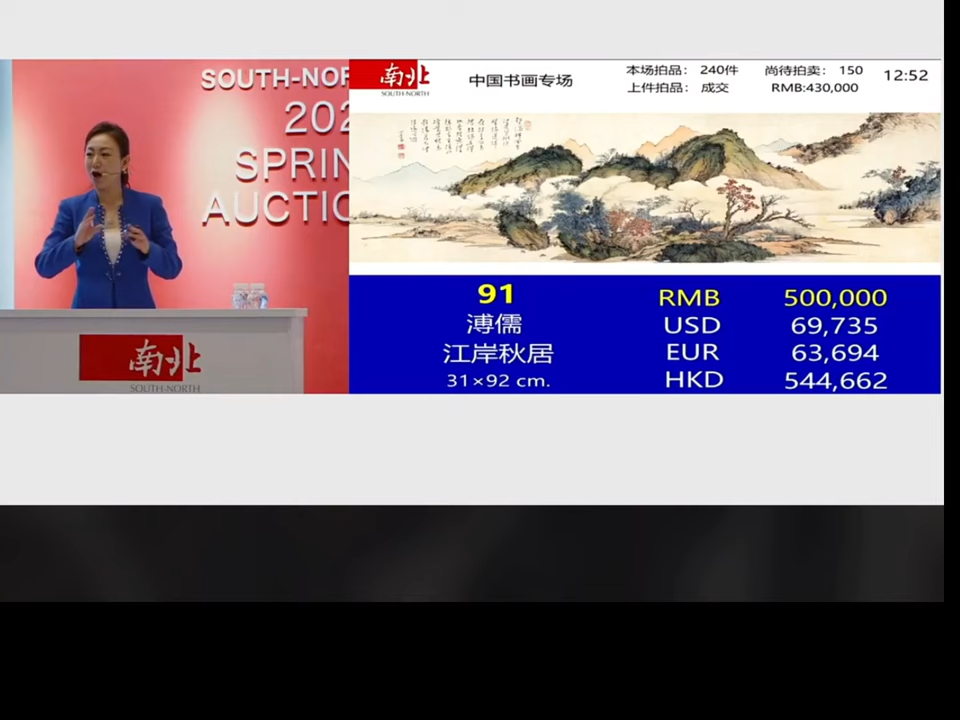 SOUTH-NOR
202
SPRIN
AUCTIO
南北
SOUTH-NORTH
南北
SOUTH-NORTH
中国书画专场
本场拍品： 240件 尚待拍卖： 150
上件拍品： 成交 RMB:430,000
12:52
91
溥儒
江岸秋居
31×92 cm.
RMB 500,000
USD 69,735
EUR 63,694
HKD 544,662